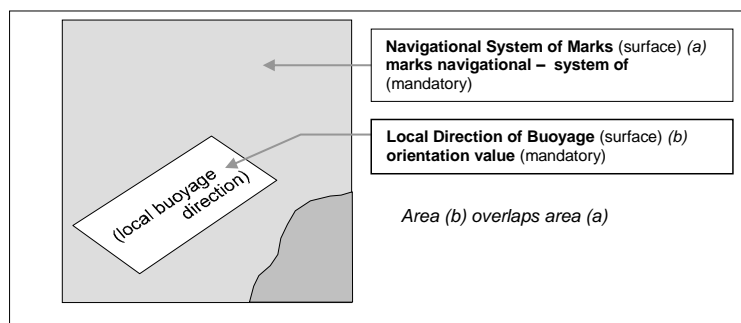 Navigational System of Marks (surface) (a)
marks navigational – system of
(mandatory)
Local Direction of Buoyage (surface) (b)
orientation value (mandatory)
(local buoyage
direction)
Area (b) overlaps area (a)